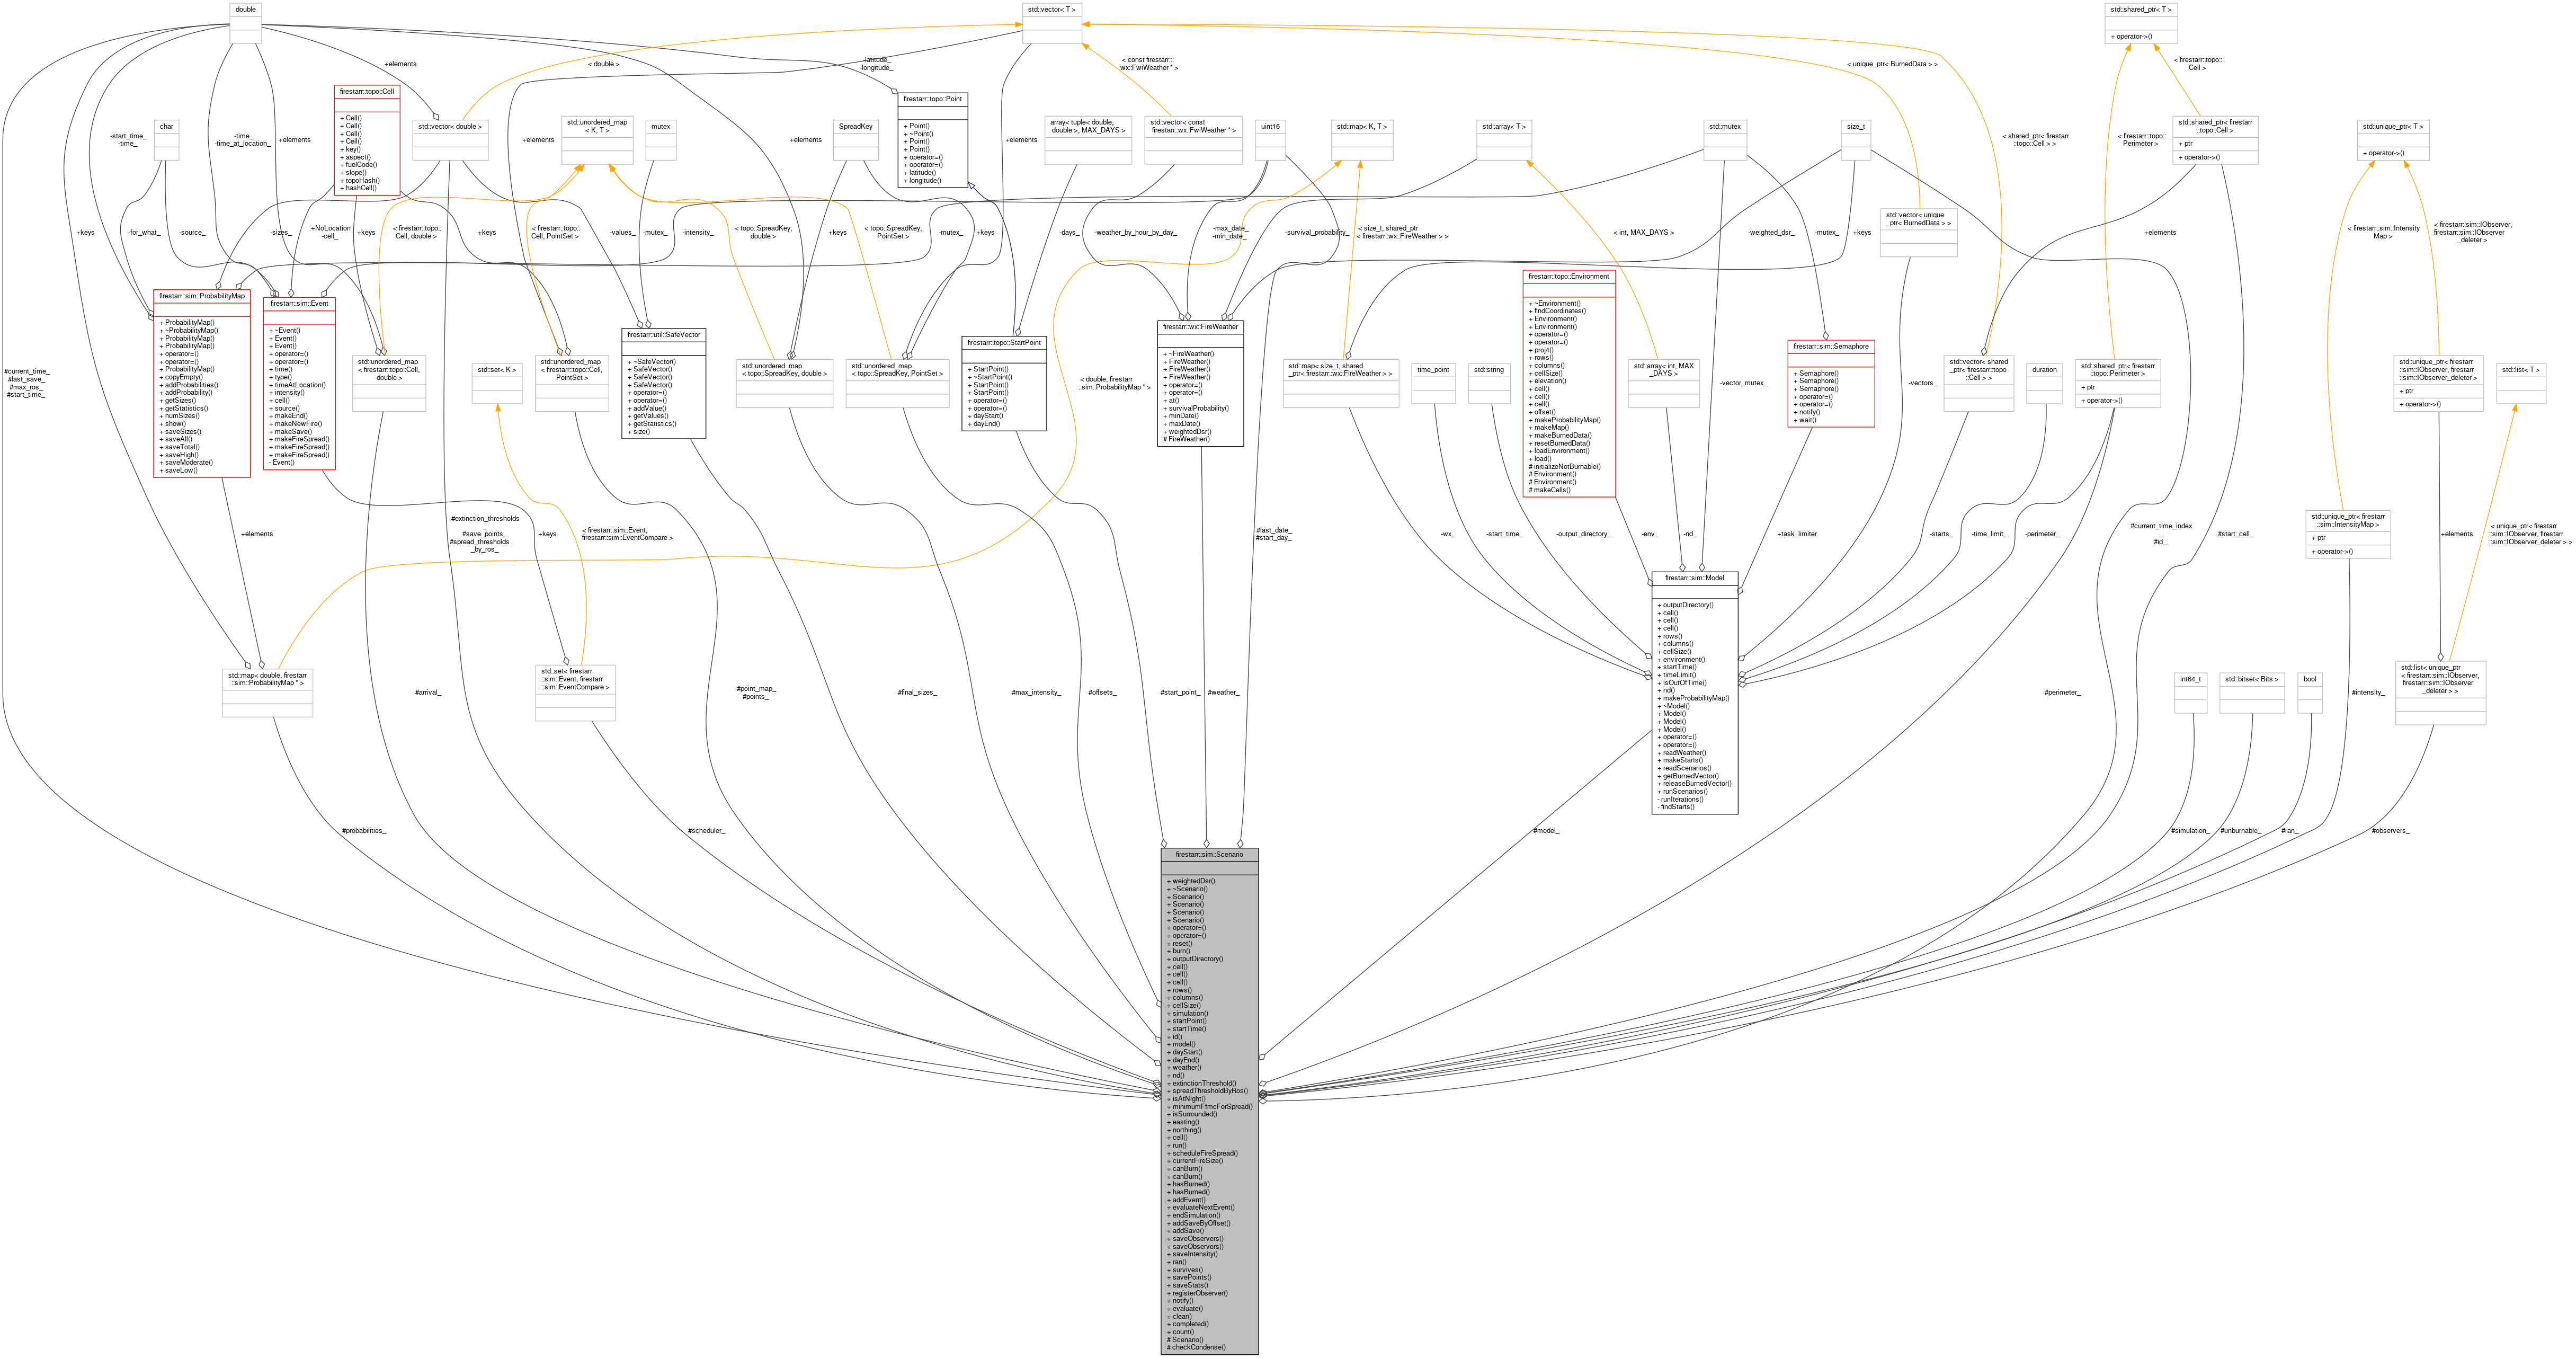 double
std::vector< T >
std::shared_ptr< T >
+ operator->()
+elements
< double >
-latitude_
-longitude_
< const firestarr::
wx::FwiWeather * >
< unique_ptr< BurnedData > >
< firestarr::topo::
Cell >
firestarr::topo::Cell
+ Cell()
+ Cell()
+ Cell()
+ Cell()
+ key()
+ aspect()
+ fuelCode()
+ slope()
+ topoHash()
+ hashCell()
firestarr::topo::Point
+ Point()
+ ~Point()
+ Point()
+ Point()
+ operator=()
+ operator=()
+ latitude()
+ longitude()
char
std::vector< double >
std::unordered_map
< K, T >
mutex
SpreadKey
array< tuple< double,
double >, MAX_DAYS >
std::vector< const
firestarr::wx::FwiWeather * >
uint16
std::map< K, T >
std::array< T >
std::mutex
size_t
std::shared_ptr< firestarr
::topo::Cell >
+ ptr
+ operator->()
std::unique_ptr< T >
+ operator->()
-start_time_
-time_
-time_
-time_at_location_
+elements
+elements
+elements
+elements
< shared_ptr< firestarr
::topo::Cell > >
< firestarr::topo::
Perimeter >
std::vector< unique
_ptr< BurnedData > >
+keys
-for_what_
-source_
-sizes_
+NoLocation
-cell_
+keys
< firestarr::topo::
Cell, double >
+keys
< firestarr::topo::
Cell, PointSet >
-values_
-mutex_
-intensity_
< topo::SpreadKey,
double >
+keys
< topo::SpreadKey,
PointSet >
-mutex_
+keys
-days_
-weather_by_hour_by_day_
-max_date_
-min_date_
-survival_probability_
< size_t, shared_ptr
< firestarr::wx::FireWeather > >
< int, MAX_DAYS >
-weighted_dsr_
-mutex_
+keys
+elements
< firestarr::sim::Intensity
Map >
< firestarr::sim::IObserver,
firestarr::sim::IObserver
_deleter >
firestarr::sim::ProbabilityMap
+ ProbabilityMap()
+ ~ProbabilityMap()
+ ProbabilityMap()
+ ProbabilityMap()
+ operator=()
+ operator=()
+ ProbabilityMap()
+ copyEmpty()
+ addProbabilities()
+ addProbability()
+ getSizes()
+ getStatistics()
+ numSizes()
+ show()
+ saveSizes()
+ saveAll()
+ saveTotal()
+ saveHigh()
+ saveModerate()
+ saveLow()
firestarr::sim::Event
+ ~Event()
+ Event()
+ Event()
+ operator=()
+ operator=()
+ time()
+ type()
+ timeAtLocation()
+ intensity()
+ cell()
+ source()
+ makeEnd()
+ makeNewFire()
+ makeSave()
+ makeFireSpread()
+ makeFireSpread()
+ makeFireSpread()
- Event()
std::unordered_map
< firestarr::topo::Cell,
double >
std::set< K >
std::unordered_map
< firestarr::topo::Cell,
PointSet >
firestarr::util::SafeVector
+ ~SafeVector()
+ SafeVector()
+ SafeVector()
+ SafeVector()
+ operator=()
+ operator=()
+ addValue()
+ getValues()
+ getStatistics()
+ size()
std::unordered_map
< topo::SpreadKey, double >
std::unordered_map
< topo::SpreadKey, PointSet >
firestarr::topo::StartPoint
+ StartPoint()
+ ~StartPoint()
+ StartPoint()
+ StartPoint()
+ operator=()
+ operator=()
+ dayStart()
+ dayEnd()
firestarr::wx::FireWeather
+ ~FireWeather()
+ FireWeather()
+ FireWeather()
+ FireWeather()
+ operator=()
+ operator=()
+ at()
+ survivalProbability()
+ minDate()
+ maxDate()
+ weightedDsr()
# FireWeather()
std::map< size_t, shared
_ptr< firestarr::wx::FireWeather > >
time_point
std::string
firestarr::topo::Environment
+ ~Environment()
+ findCoordinates()
+ Environment()
+ Environment()
+ operator=()
+ operator=()
+ proj4()
+ rows()
+ columns()
+ cellSize()
+ elevation()
+ cell()
+ cell()
+ cell()
+ offset()
+ makeProbabilityMap()
+ makeMap()
+ makeBurnedData()
+ resetBurnedData()
+ loadEnvironment()
+ load()
# initializeNotBurnable()
# Environment()
# Environment()
# makeCells()
std::array< int, MAX
_DAYS >
-vector_mutex_
firestarr::sim::Semaphore
+ Semaphore()
+ Semaphore()
+ Semaphore()
+ operator=()
+ operator=()
+ notify()
+ wait()
-vectors_
std::vector< shared
_ptr< firestarr::topo
::Cell > >
duration
std::shared_ptr< firestarr
::topo::Perimeter >
+ ptr
+ operator->()
std::unique_ptr< firestarr
::sim::IObserver, firestarr
::sim::IObserver_deleter >
+ ptr
+ operator->()
std::list< T >
#current_time_
#last_save_
#max_ros_
#start_time_
< double, firestarr
::sim::ProbabilityMap * >
+elements
#extinction_thresholds
_
#save_points_
#spread_thresholds
_by_ros_
+keys
< firestarr::sim::Event,
firestarr::sim::EventCompare >
#last_date_
#start_day_
-wx_
-start_time_
-output_directory_
-env_
-nd_
+task_limiter
-starts_
-time_limit_
-perimeter_
#current_time_index
_
#id_
#start_cell_
std::unique_ptr< firestarr
::sim::IntensityMap >
+ ptr
+ operator->()
+elements
< unique_ptr< firestarr
::sim::IObserver, firestarr
::sim::IObserver_deleter > >
firestarr::sim::Model
+ outputDirectory()
+ cell()
+ cell()
+ cell()
+ rows()
+ columns()
+ cellSize()
+ environment()
+ startTime()
+ timeLimit()
+ isOutOfTime()
+ nd()
+ makeProbabilityMap()
+ ~Model()
+ Model()
+ Model()
+ Model()
+ operator=()
+ operator=()
+ readWeather()
+ makeStarts()
+ readScenarios()
+ getBurnedVector()
+ releaseBurnedVector()
+ runScenarios()
- runIterations()
- findStarts()
std::map< double, firestarr
::sim::ProbabilityMap * >
#arrival_
std::set< firestarr
::sim::Event, firestarr
::sim::EventCompare >
#point_map_
#points_
#final_sizes_
#max_intensity_
#offsets_
#start_point_
#weather_
#perimeter_
int64_t
std::bitset< Bits >
bool
#intensity_
std::list< unique_ptr
< firestarr::sim::IObserver,
firestarr::sim::IObserver
_deleter > >
#probabilities_
#scheduler_
#model_
#simulation_
#unburnable_
#ran_
#observers_
firestarr::sim::Scenario
+ weightedDsr()
+ ~Scenario()
+ Scenario()
+ Scenario()
+ Scenario()
+ Scenario()
+ operator=()
+ operator=()
+ reset()
+ burn()
+ outputDirectory()
+ cell()
+ cell()
+ cell()
+ rows()
+ columns()
+ cellSize()
+ simulation()
+ startPoint()
+ startTime()
+ id()
+ model()
+ dayStart()
+ dayEnd()
+ weather()
+ nd()
+ extinctionThreshold()
+ spreadThresholdByRos()
+ isAtNight()
+ minimumFfmcForSpread()
+ isSurrounded()
+ easting()
+ northing()
+ cell()
+ run()
+ scheduleFireSpread()
+ currentFireSize()
+ canBurn()
+ canBurn()
+ hasBurned()
+ hasBurned()
+ addEvent()
+ evaluateNextEvent()
+ endSimulation()
+ addSaveByOffset()
+ addSave()
+ saveObservers()
+ saveObservers()
+ saveIntensity()
+ ran()
+ survives()
+ savePoints()
+ saveStats()
+ registerObserver()
+ notify()
+ evaluate()
+ clear()
+ completed()
+ count()
# Scenario()
# checkCondense()